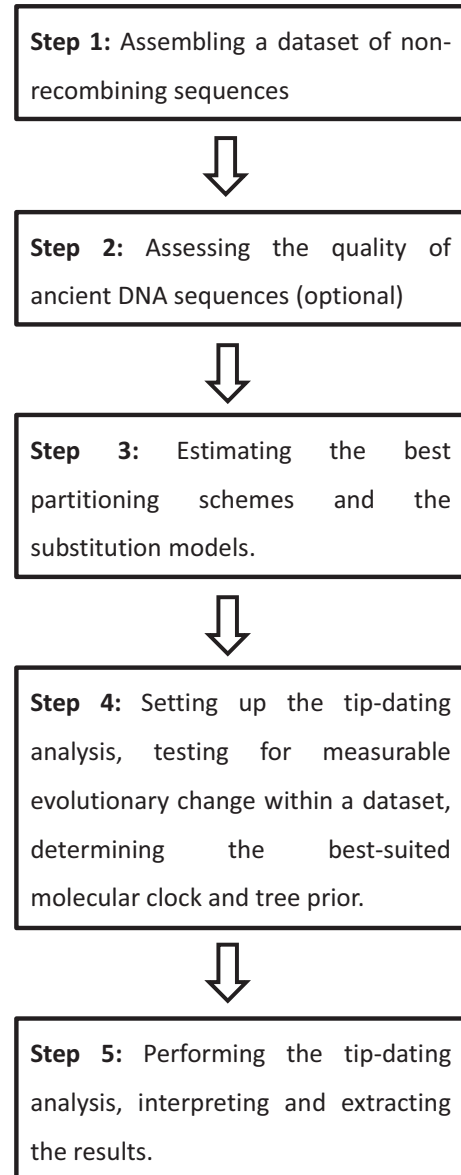 Step 1: Assembling a dataset of non-
recombining sequences
Step 2: Assessing the quality of
ancient DNA sequences (optional)
Step 3: Estimating the best
partitioning schemes and the
substitution models.
Step 4: Setting up the tip-dating
analysis, testing for measurable
evolutionary change within a dataset,
determining the best-suited
molecular clock and tree prior.
Step 5: Performing the tip-dating
analysis, interpreting and extracting
the results.